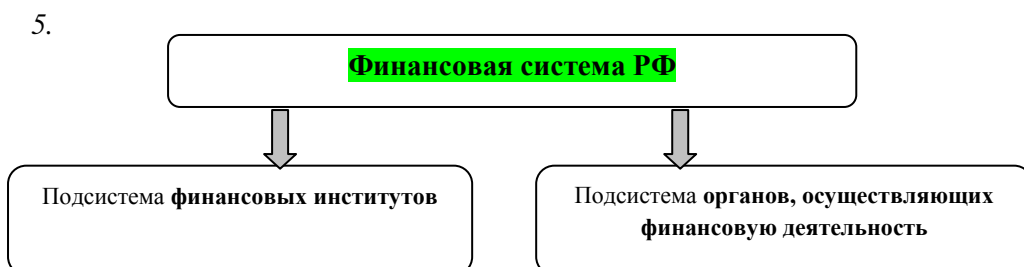 5.
Финансовая система РФ
Подсистема финансовых институтов
Подсистема органов, осуществляющих
финансовую деятельность